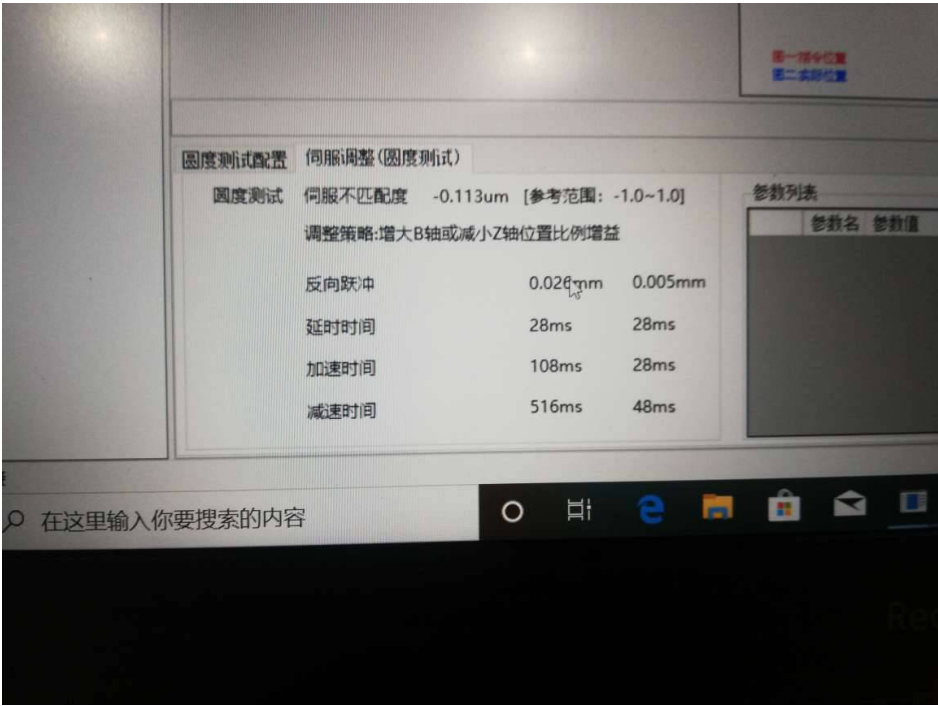 图一:指令位置
图二:实际位置
圆度测试配置 伺服调整(圆度测试)
圆度测试 伺服不匹配度 -0.113um [参考范围: -1.0~1.0]
调整策略:增大B轴或减小Z轴位置比例增益
反向跃冲 0.026mm 0.005mm
延时时间 28ms 28ms
加速时间 108ms 28ms
减速时间 516ms 48ms
参数列表
参数名 参数值
在这里输入你要搜索的内容